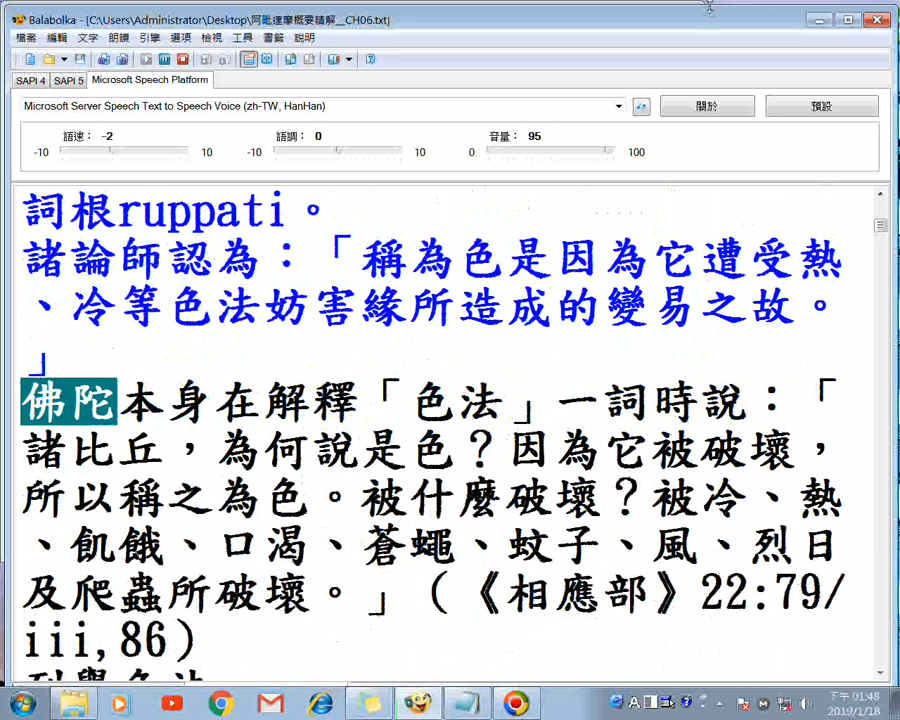 Balabolka - [C:\Users\Administrator\Desktop\阿毗達摩概要精解__CH06.txt]
檔案 編輯 文字 朗讀 引擎 選項 檢視 工具 書籤 說明
SAPI 4 SAPI 5 Microsoft Speech Platform
Microsoft Server Speech Text to Speech Voice (zh-TW, HanHan) 關於 預設
語速： -2 語調： 0 音量： 95
-10 10 -10 10 0 100
詞根ruppati。
諸論師認為：「稱為色是因為它遭受熱
、冷等色法妨害緣所造成的變易之故。
」
佛陀本身在解釋「色法」一詞時說：「
諸比丘，為何說是色？因為它被破壞，
所以稱之為色。被什麼破壞？被冷、熱
、飢餓、口渴、蒼蠅、蚊子、風、烈日
及爬蟲所破壞。」（《相應部》22:79/
iii,86）
下午 01:48
2019/1/18